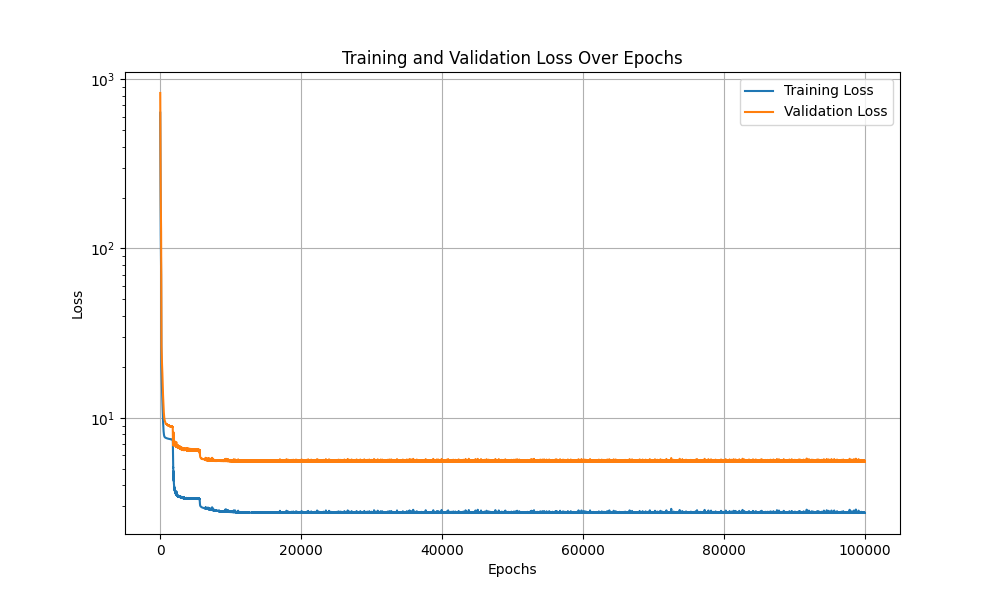 Training and Validation Loss Over Epochs
Training Loss
Validation Loss
10³
10²
10¹
Loss
0 20000 40000 60000 80000 100000
Epochs